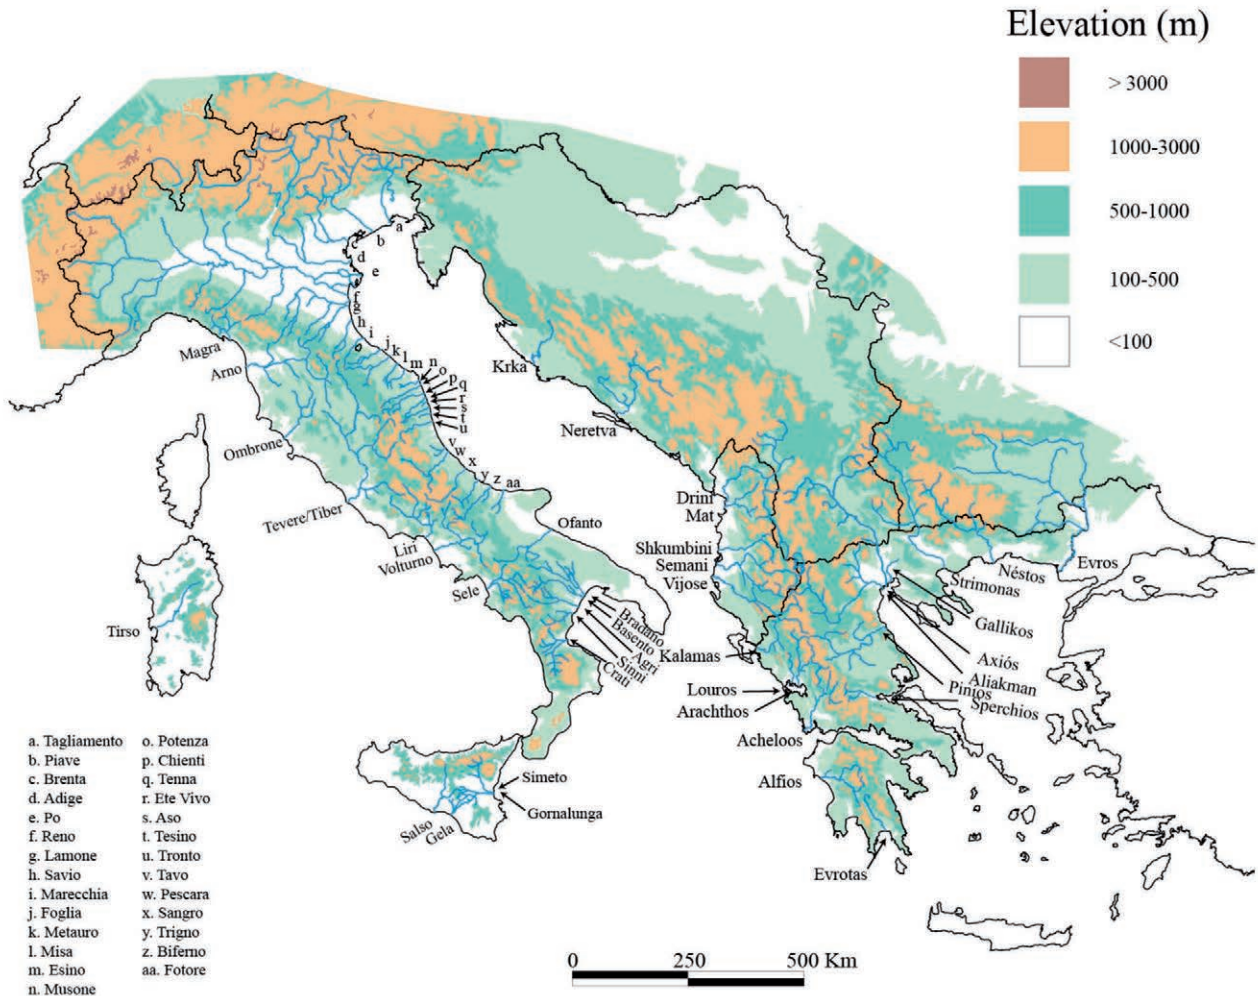 Elevation (m)
> 3000
1000-3000
500-1000
100-500
<100
a
b
c
d
e
f
g
h
i
j
k
l
m
n
o
p
q
r
s
t
u
v
w
x
y
z
aa
Magra
Arno
Ombrone
Tevere/Tiber
Liri
Volturno
Sele
Ofanto
Bradano
Basento
Agri
Sinni
Crati
Tirso
Simeto
Gornalunga
Salso
Gela
Krka
Neretva
Drini
Mat
Shkumbini
Semani
Vijose
Kalamas
Louros
Arachthos
Acheloos
Alfios
Evrotas
Evros
Néstos
Strimonas
Gallikos
Axiós
Aliakman
Pinios
Sperchios
a. Tagliamento
b. Piave
c. Brenta
d. Adige
e. Po
f. Reno
g. Lamone
h. Savio
i. Marecchia
j. Foglia
k. Metauro
l. Misa
m. Esino
n. Musone
o. Potenza
p. Chienti
q. Tenna
r. Ete Vivo
s. Aso
t. Tesino
u. Tronto
v. Tavo
w. Pescara
x. Sangro
y. Trigno
z. Biferno
aa. Fotore
0 250 500 Km